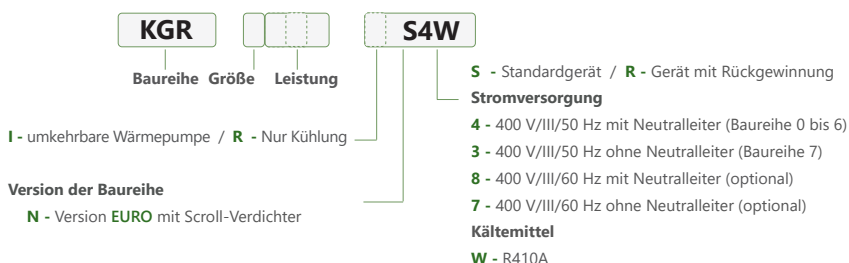 KGR S4W
Baureihe Größe Leistung
I - umkehrbare Wärmepumpe / R - Nur Kühlung
Version der Baureihe
N - Version EURO mit Scroll-Verdichter
S - Standardgerät / R - Gerät mit Rückgewinnung
Stromversorgung
4 - 400 V/III/50 Hz mit Neutralleiter (Baureihe 0 bis 6)
3 - 400 V/III/50 Hz ohne Neutralleiter (Baureihe 7)
8 - 400 V/III/60 Hz mit Neutralleiter (optional)
7 - 400 V/III/60 Hz ohne Neutralleiter (optional)
Kältemittel
W - R410A